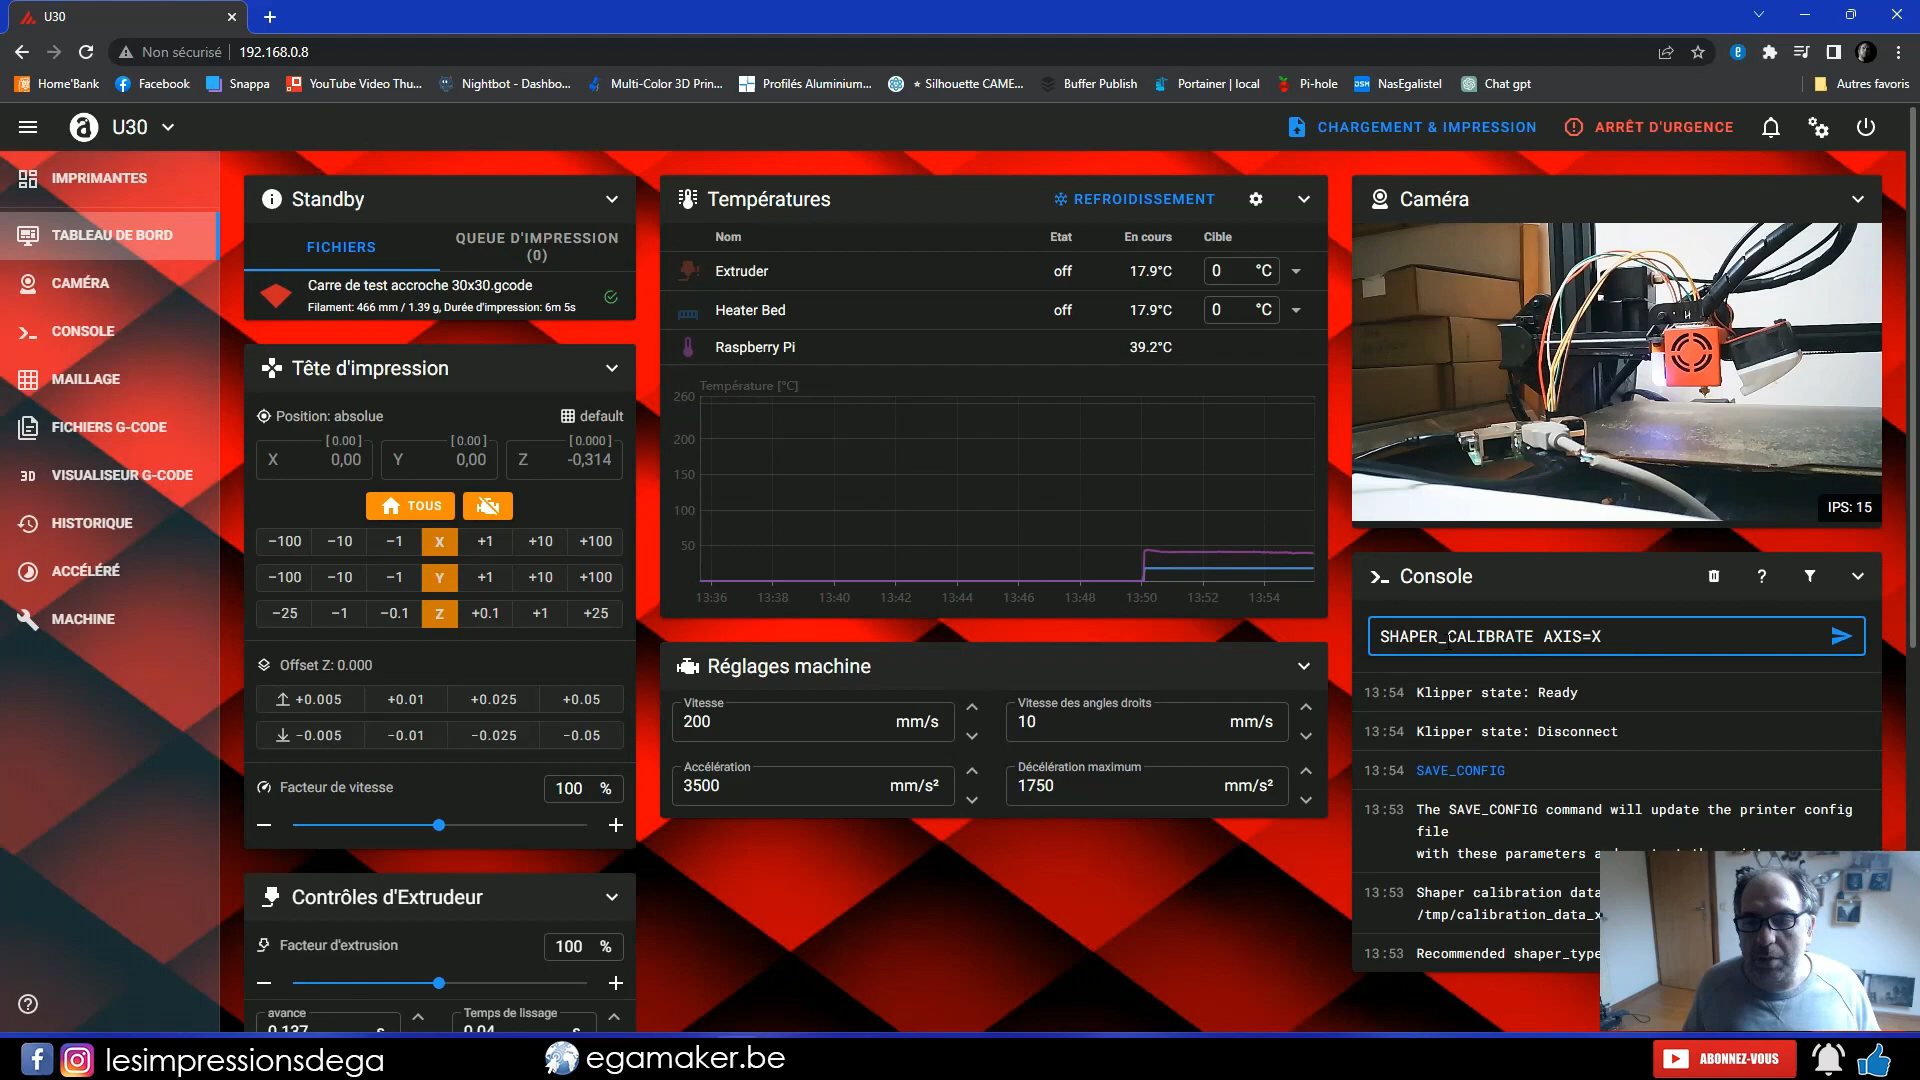 U30
Non sécurisé
192.168.0.8
Home'Bank
Facebook
Snappa
YouTube Video Thu...
Nightbot - Dashbo...
Multi-Color 3D Prin...
Profilés Aluminium...
★ Silhouette CAME...
Buffer Publish
Portainer | local
Pi-hole
DSM
NasEgalistel
Chat gpt
Autres favoris
U30
CHARGEMENT & IMPRESSION
ARRÊT D'URGENCE
IMPRIMANTES
TABLEAU DE BORD
CAMÉRA
CONSOLE
MAILLAGE
FICHIERS G-CODE
3D VISUALISEUR G-CODE
HISTORIQUE
ACCÉLÉRÉ
MACHINE
Standby
FICHIERS
QUEUE D'IMPRESSION
(0)
Carre de test accroche 30x30.gcode
Filament: 466 mm / 1.39 g, Durée d'impression: 6m 5s
Tête d'impression
Position: absolue
default
[ 0.00 ] [ 0.00 ] [ 0.000 ]
X 0,00 Y 0,00 Z -0,314
TOUS
−100 −10 −1 X +1 +10 +100
−100 −10 −1 Y +1 +10 +100
−25 −1 −0.1 Z +0.1 +1 +25
Offset Z: 0.000
+0.005 +0.01 +0.025 +0.05
−0.005 −0.01 −0.025 −0.05
Facteur de vitesse 100 %
Contrôles d'Extrudeur
Facteur d'extrusion 100 %
avance Temps de lissage
0.137 s 0.04 s
Températures
REFROIDISSEMENT
Nom Etat En cours Cible
Extruder off 17.9°C 0 °C
Heater Bed off 17.9°C 0 °C
Raspberry Pi 39.2°C
Température [°C]
260
200
150
100
50
13:36 13:38 13:40 13:42 13:44 13:46 13:48 13:50 13:52 13:54
Réglages machine
Vitesse Vitesse des angles droits
200 mm/s 10 mm/s
Accélération Décélération maximum
3500 mm/s² 1750 mm/s²
Caméra
IPS: 15
Console
SHAPER_CALIBRATE AXIS=X
13:54 Klipper state: Ready
13:54 Klipper state: Disconnect
13:54 SAVE_CONFIG
13:53 The SAVE_CONFIG command will update the printer config
file
with these parameters
13:53 Shaper calibration data
/tmp/calibration_data_x
13:53 Recommended shaper_type
lesimpressionsdega
egamaker.be
ABONNEZ-VOUS